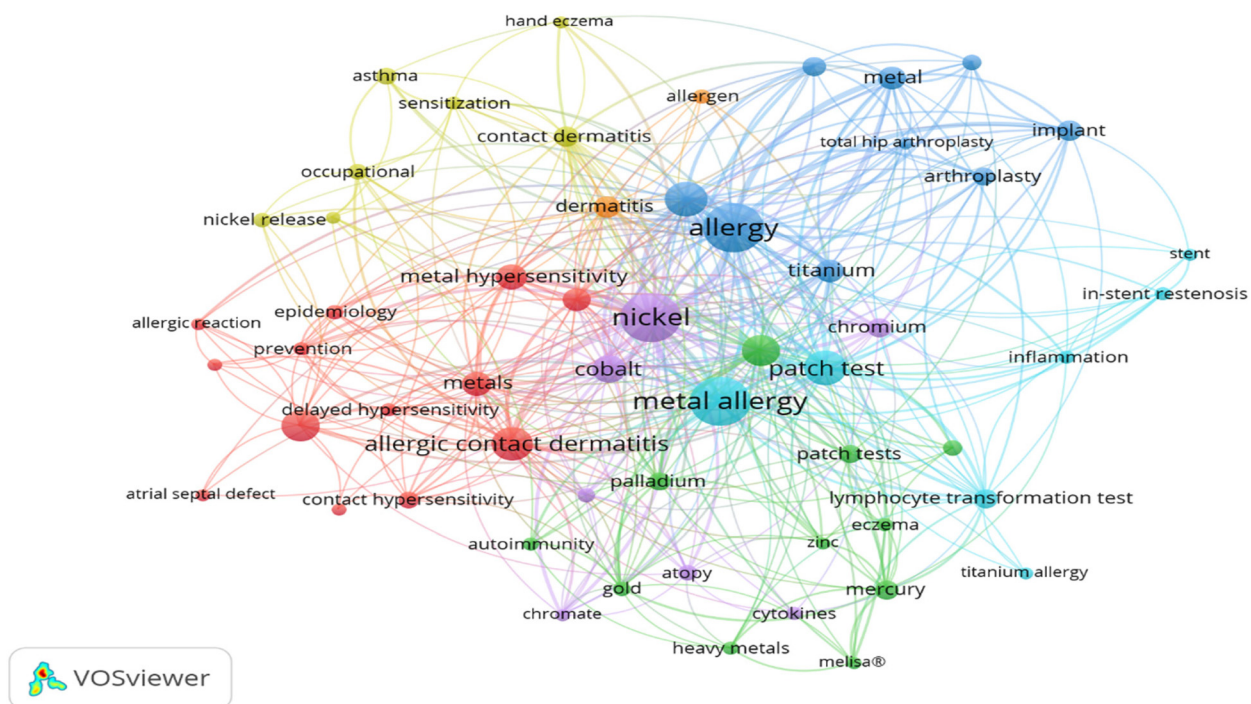 hand eczema
asthma
metal
allergen
sensitization
contact dermatitis
implant
total hip arthroplasty
occupational
arthroplasty
dermatitis
nickel release
allergy
stent
titanium
metal hypersensitivity
in-stent restenosis
epidemiology
nickel
allergic reaction
chromium
prevention
inflammation
cobalt
patch test
metals
metal allergy
delayed hypersensitivity
allergic contact dermatitis
patch tests
palladium
atrial septal defect
contact hypersensitivity
lymphocyte transformation test
eczema
autoimmunity
zinc
atopy
titanium allergy
gold
mercury
chromate
cytokines
heavy metals
melisa®
VOSviewer